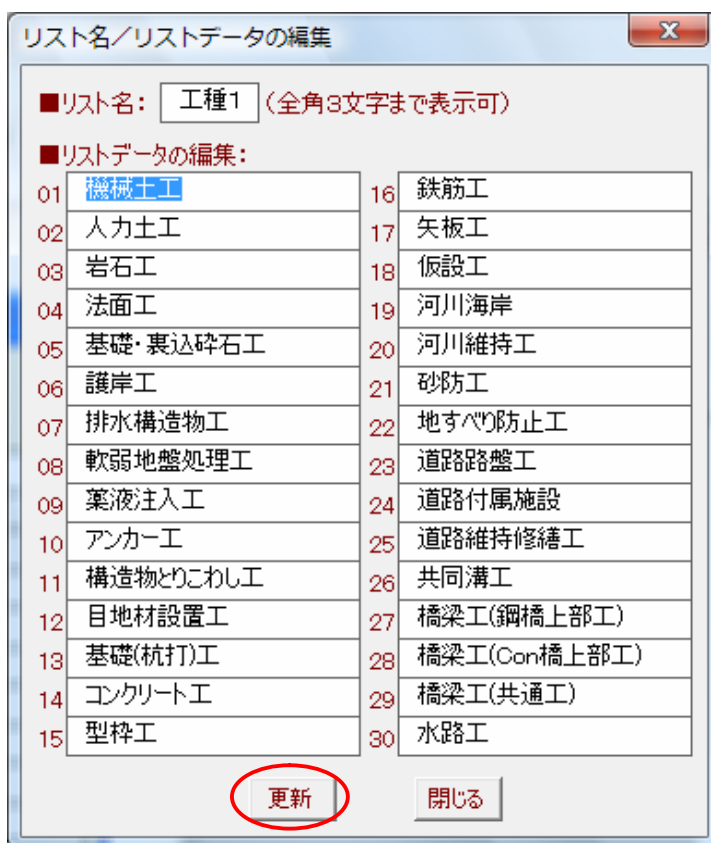 リスト名／リストデータの編集
■リスト名： 工種1 (全角3文字まで表示可)
■リストデータの編集：
01 機械土工
02 人力土工
03 岩石工
04 法面工
05 基礎・裏込砕石工
06 護岸工
07 排水構造物工
08 軟弱地盤処理工
09 薬液注入工
10 アンカー工
11 構造物とりこわし工
12 目地材設置工
13 基礎(杭打)工
14 コンクリート工
15 型枠工
16 鉄筋工
17 矢板工
18 仮設工
19 河川海岸
20 河川維持工
21 砂防工
22 地すべり防止工
23 道路路盤工
24 道路付属施設
25 道路維持修繕工
26 共同溝工
27 橋梁工(鋼橋上部工)
28 橋梁工(Con橋上部工)
29 橋梁工(共通工)
30 水路工
更新 閉じる